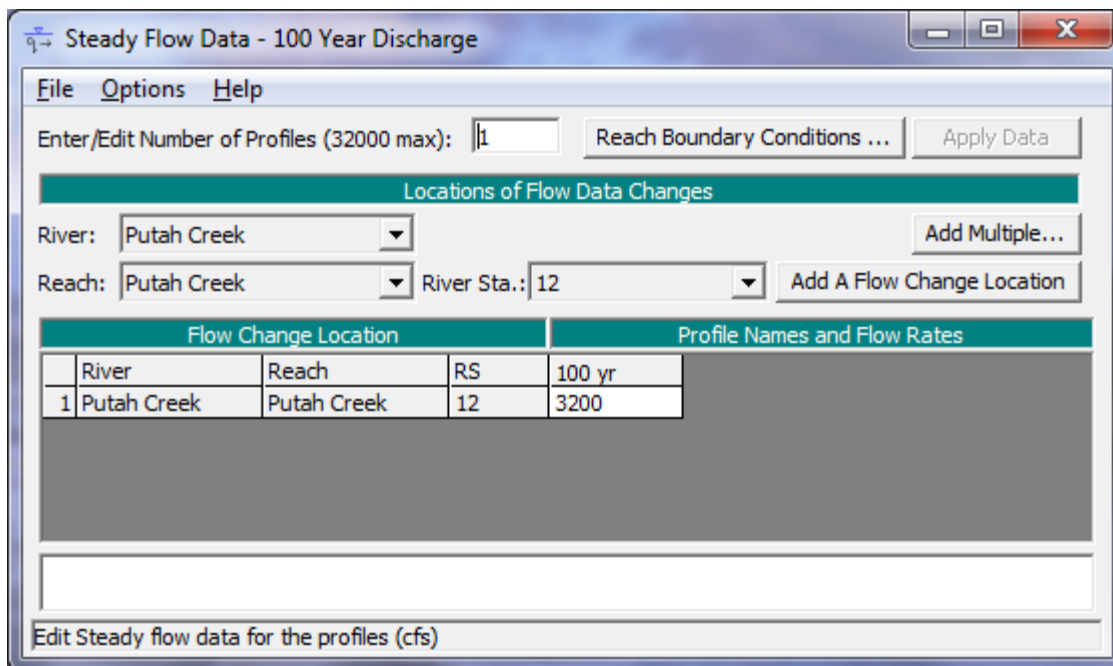 Steady Flow Data - 100 Year Discharge
File Options Help
Enter/Edit Number of Profiles (32000 max): 1 Reach Boundary Conditions ... Apply Data
Locations of Flow Data Changes
River: Putah Creek Add Multiple...
Reach: Putah Creek River Sta.: 12 Add A Flow Change Location
Flow Change Location Profile Names and Flow Rates
River Reach RS 100 yr
1 Putah Creek Putah Creek 12 3200
Edit Steady flow data for the profiles (cfs)